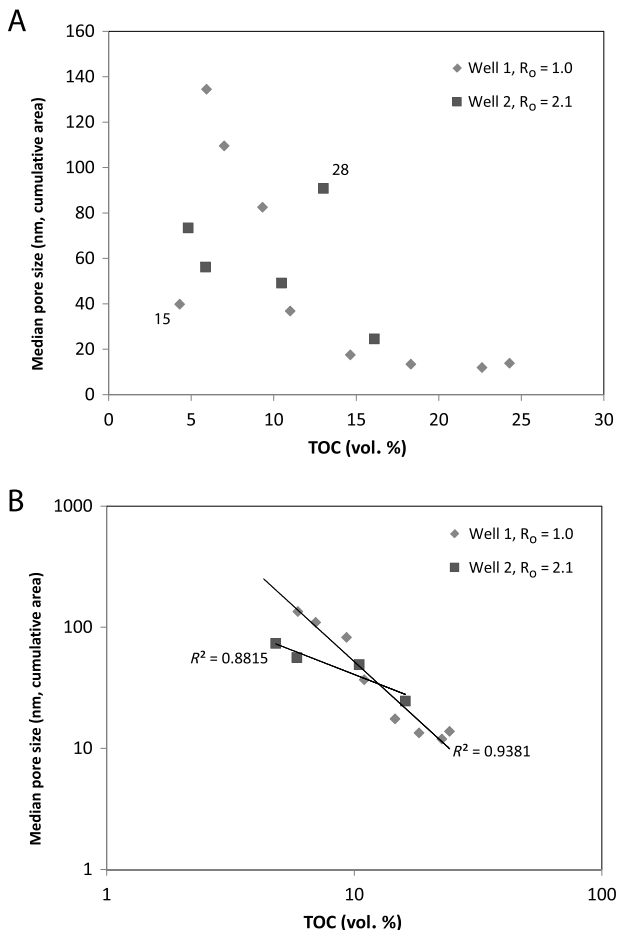 A
Median pore size (nm, cumulative area)
160
140
120
100
80
60
40
20
0
0 5 10 15 20 25 30
TOC (vol. %)
Well 1, Ro = 1.0
Well 2, Ro = 2.1
28
15
B
Median pore size (nm, cumulative area)
1000
100
10
1
1 10 100
TOC (vol. %)
Well 1, Ro = 1.0
Well 2, Ro = 2.1
R² = 0.8815
R² = 0.9381